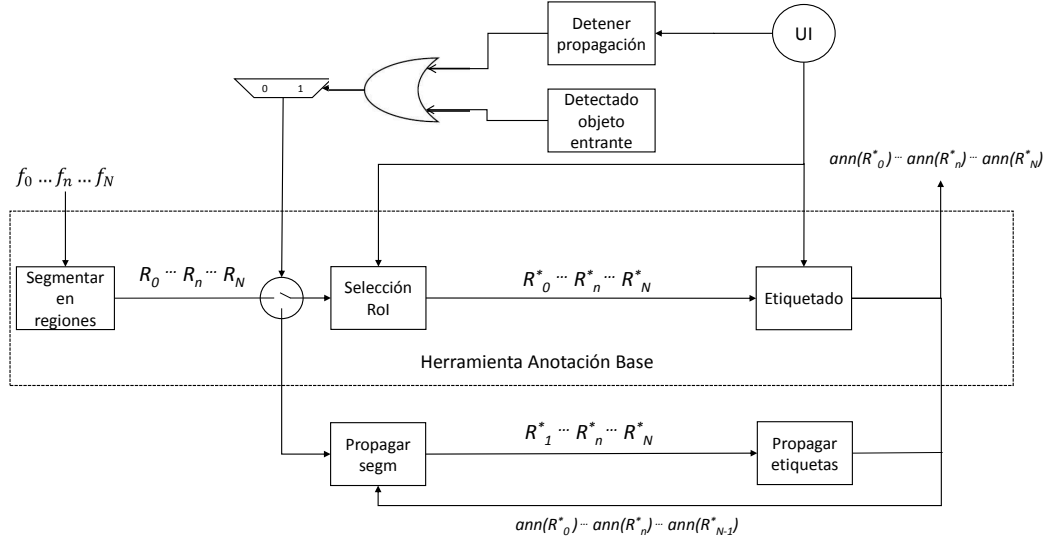 Detener
propagación
UI
0 1
Detectado
objeto
entrante
ann(R*0) ... ann(R*n) ... ann(R*N)
f0 ... fn ... fN
Segmentar
en
regiones
R0 ... Rn ... RN
Selección
RoI
R*0 ... R*n ... R*N
Etiquetado
Herramienta Anotación Base
Propagar
segm
R*1 ... R*n ... R*N
Propagar
etiquetas
ann(R*0) ... ann(R*n) ... ann(R*N-1)